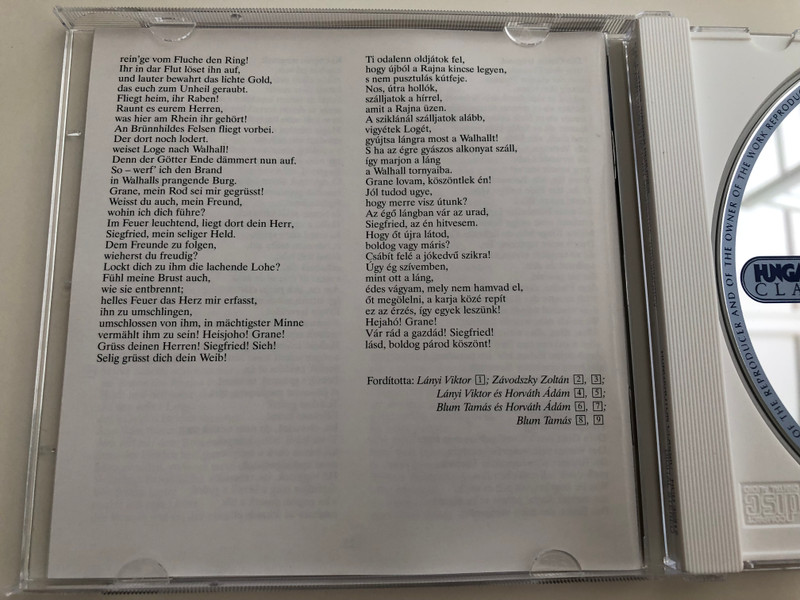 rein'ge vom Fluche den Ring!
Ihr in dar Flut löset ihn auf,
und lauter bewahrt das lichte Gold,
das euch zum Unheil geraubt.
Fliegt heim, ihr Raben!
Raunt es eurem Herren,
was hier am Rhein ihr gehört!
An Brünnhildes Felsen fliegt vorbei.
Der dort noch lodert.
weiset Loge nach Walhall!
Denn der Götter Ende dämmert nun auf.
So – werf' ich den Brand
in Walhalls prangende Burg.
Grane, mein Rod sei mir gegrüsst!
Weisst du auch, mein Freund,
wohin ich dich führe?
Im Feuer leuchtend, liegt dort dein Herr,
Siegfried, mein seliger Held.
Dem Freunde zu folgen,
wieherst du freudig?
Lockt dich zu ihm die lachende Lohe?
Fühl meine Brust auch,
wie sie entbrennt;
helles Feuer das Herz mir erfasst,
ihn zu umschlingen,
umschlossen von ihm, in mächtigster Minne
vermählt ihm zu sein! Heisjoho! Grane!
Grüss deinen Herren! Siegfried! Sieh!
Selig grüsst dich dein Weib!
Ti odalenn oldjátok fel,
hogy újból a Rajna kincse legyen,
s nem pusztulás kútfeje.
Nos, útra hollók,
szálljatok a hírrel,
amit a Rajna üzen.
A sziklánál szálljatok alább,
vigyétek Logét,
gyújtsa lángra most a Walhallt!
S ha az égre gyászos alkonyat száll,
így marjon a láng
a Walhall tornyaiba.
Grane lovam, köszöntlek én!
Jól tudod ugye,
hogy merre visz útunk?
Az égő lángban vár az urad,
Siegfried, az én hitvesem.
Hogy őt újra látod,
boldog vagy máris?
Csábít felé a jókedvű szikra!
Úgy ég szívemben,
mint ott a láng,
édes vágyam, mely nem hamvad el,
őt megölelni, a karja közé repít
ez az érzés, így egyek leszünk!
Hejahó! Grane!
Vár rád a gazdád! Siegfried!
lásd, boldog párod köszönt!
Fordította: Lányi Viktor 1; Závodszky Zoltán 2, 3;
Lányi Viktor és Horváth Ádám 4, 5;
Blum Tamás és Horváth Ádám 6, 7;
Blum Tamás 8, 9
OF THE REPRODUCER AND OF THE OWNER OF THE WORK REPRODU
HUNGA
CLA